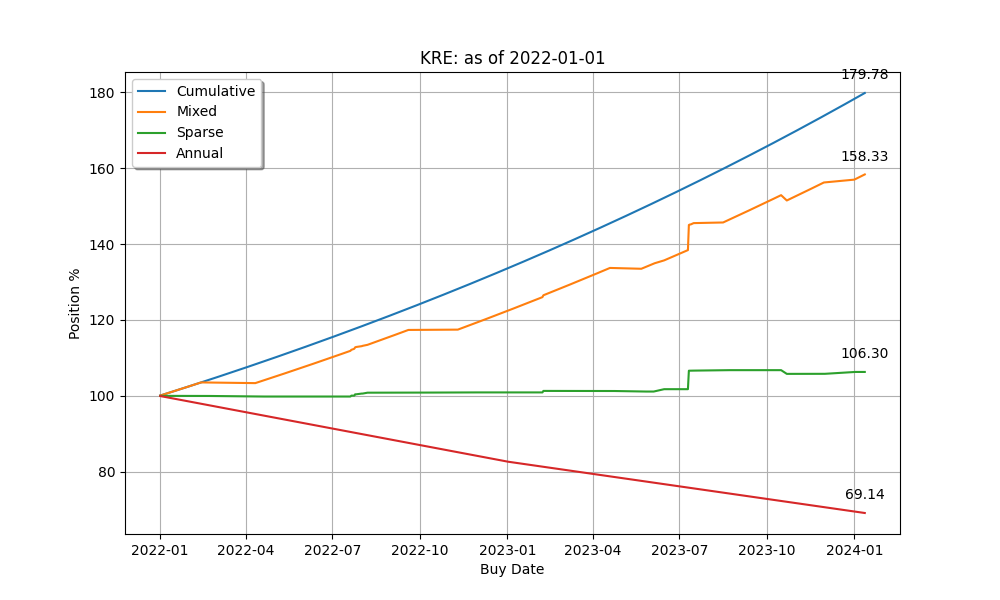 KRE: as of 2022-01-01
179.78
180
Cumulative
Mixed
Sparse
Annual
158.33
160
140
120
106.30
100
80
69.14
Position %
2022-01 2022-04 2022-07 2022-10 2023-01 2023-04 2023-07 2023-10 2024-01
Buy Date